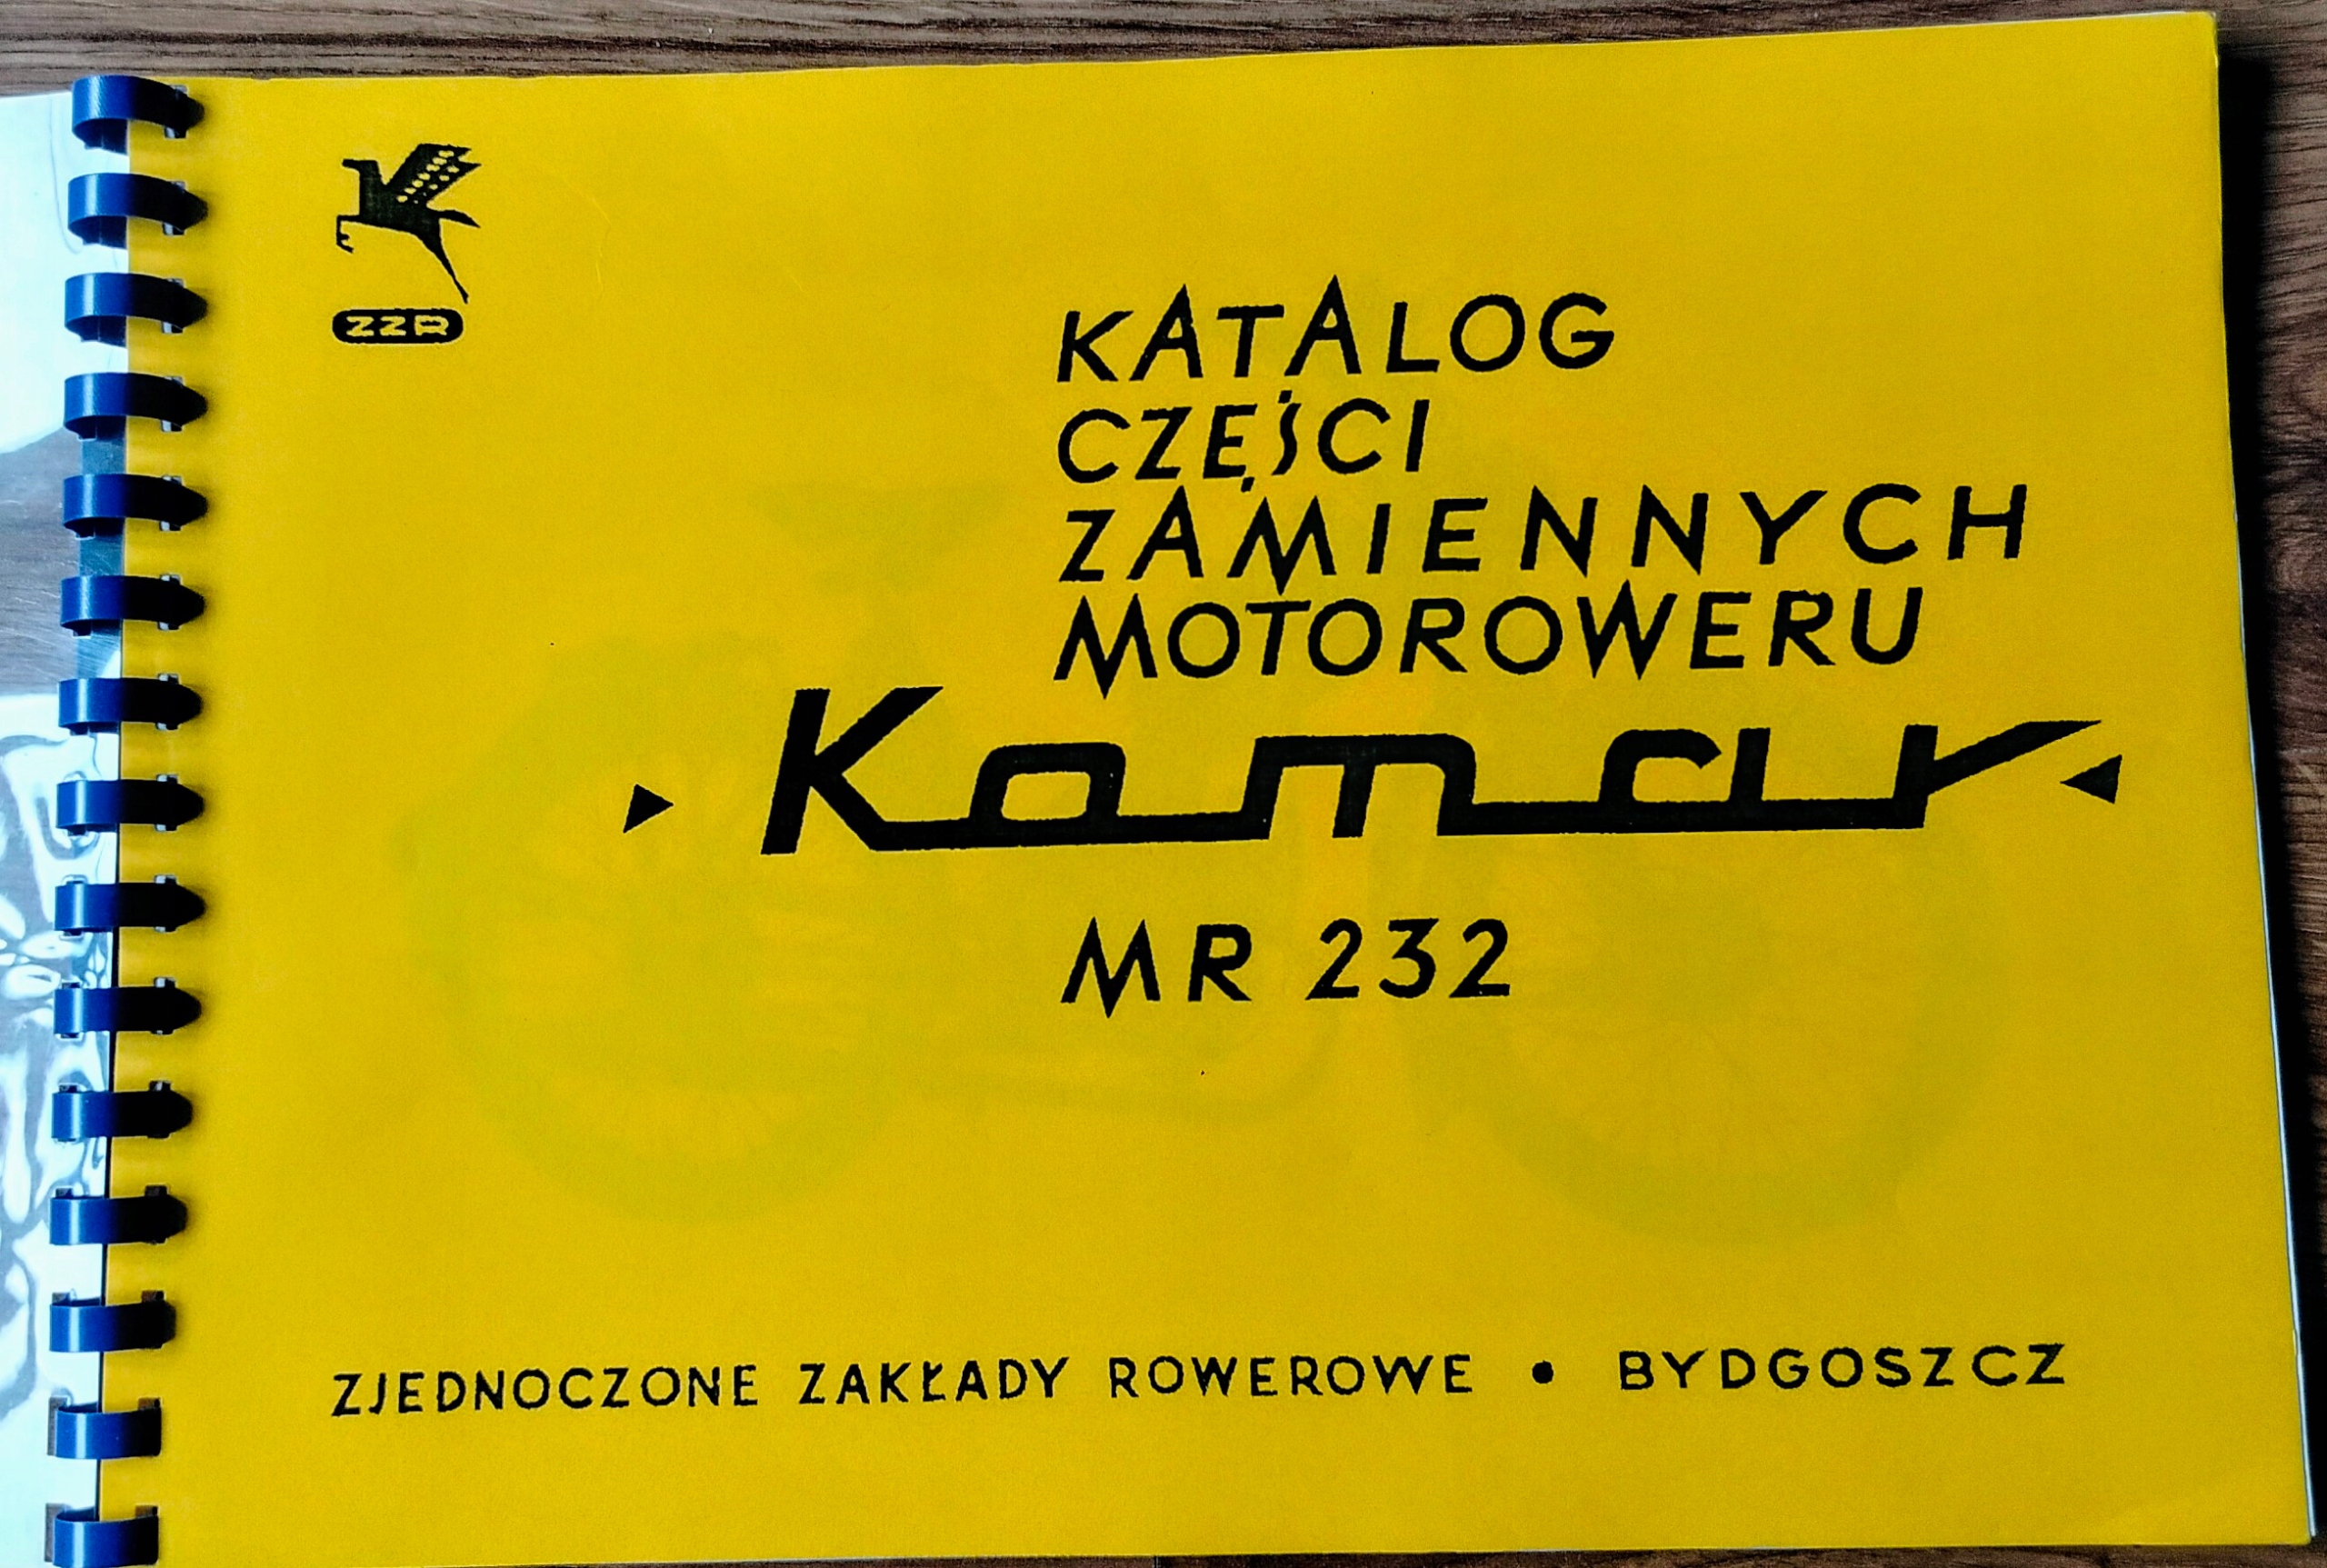 ZZR
KATALOG
CZĘŚCI
ZAMIENNYCH
MOTOROWERU
Komar
MR 232
ZJEDNOCZONE ZAKŁADY ROWEROWE • BYDGOSZCZ